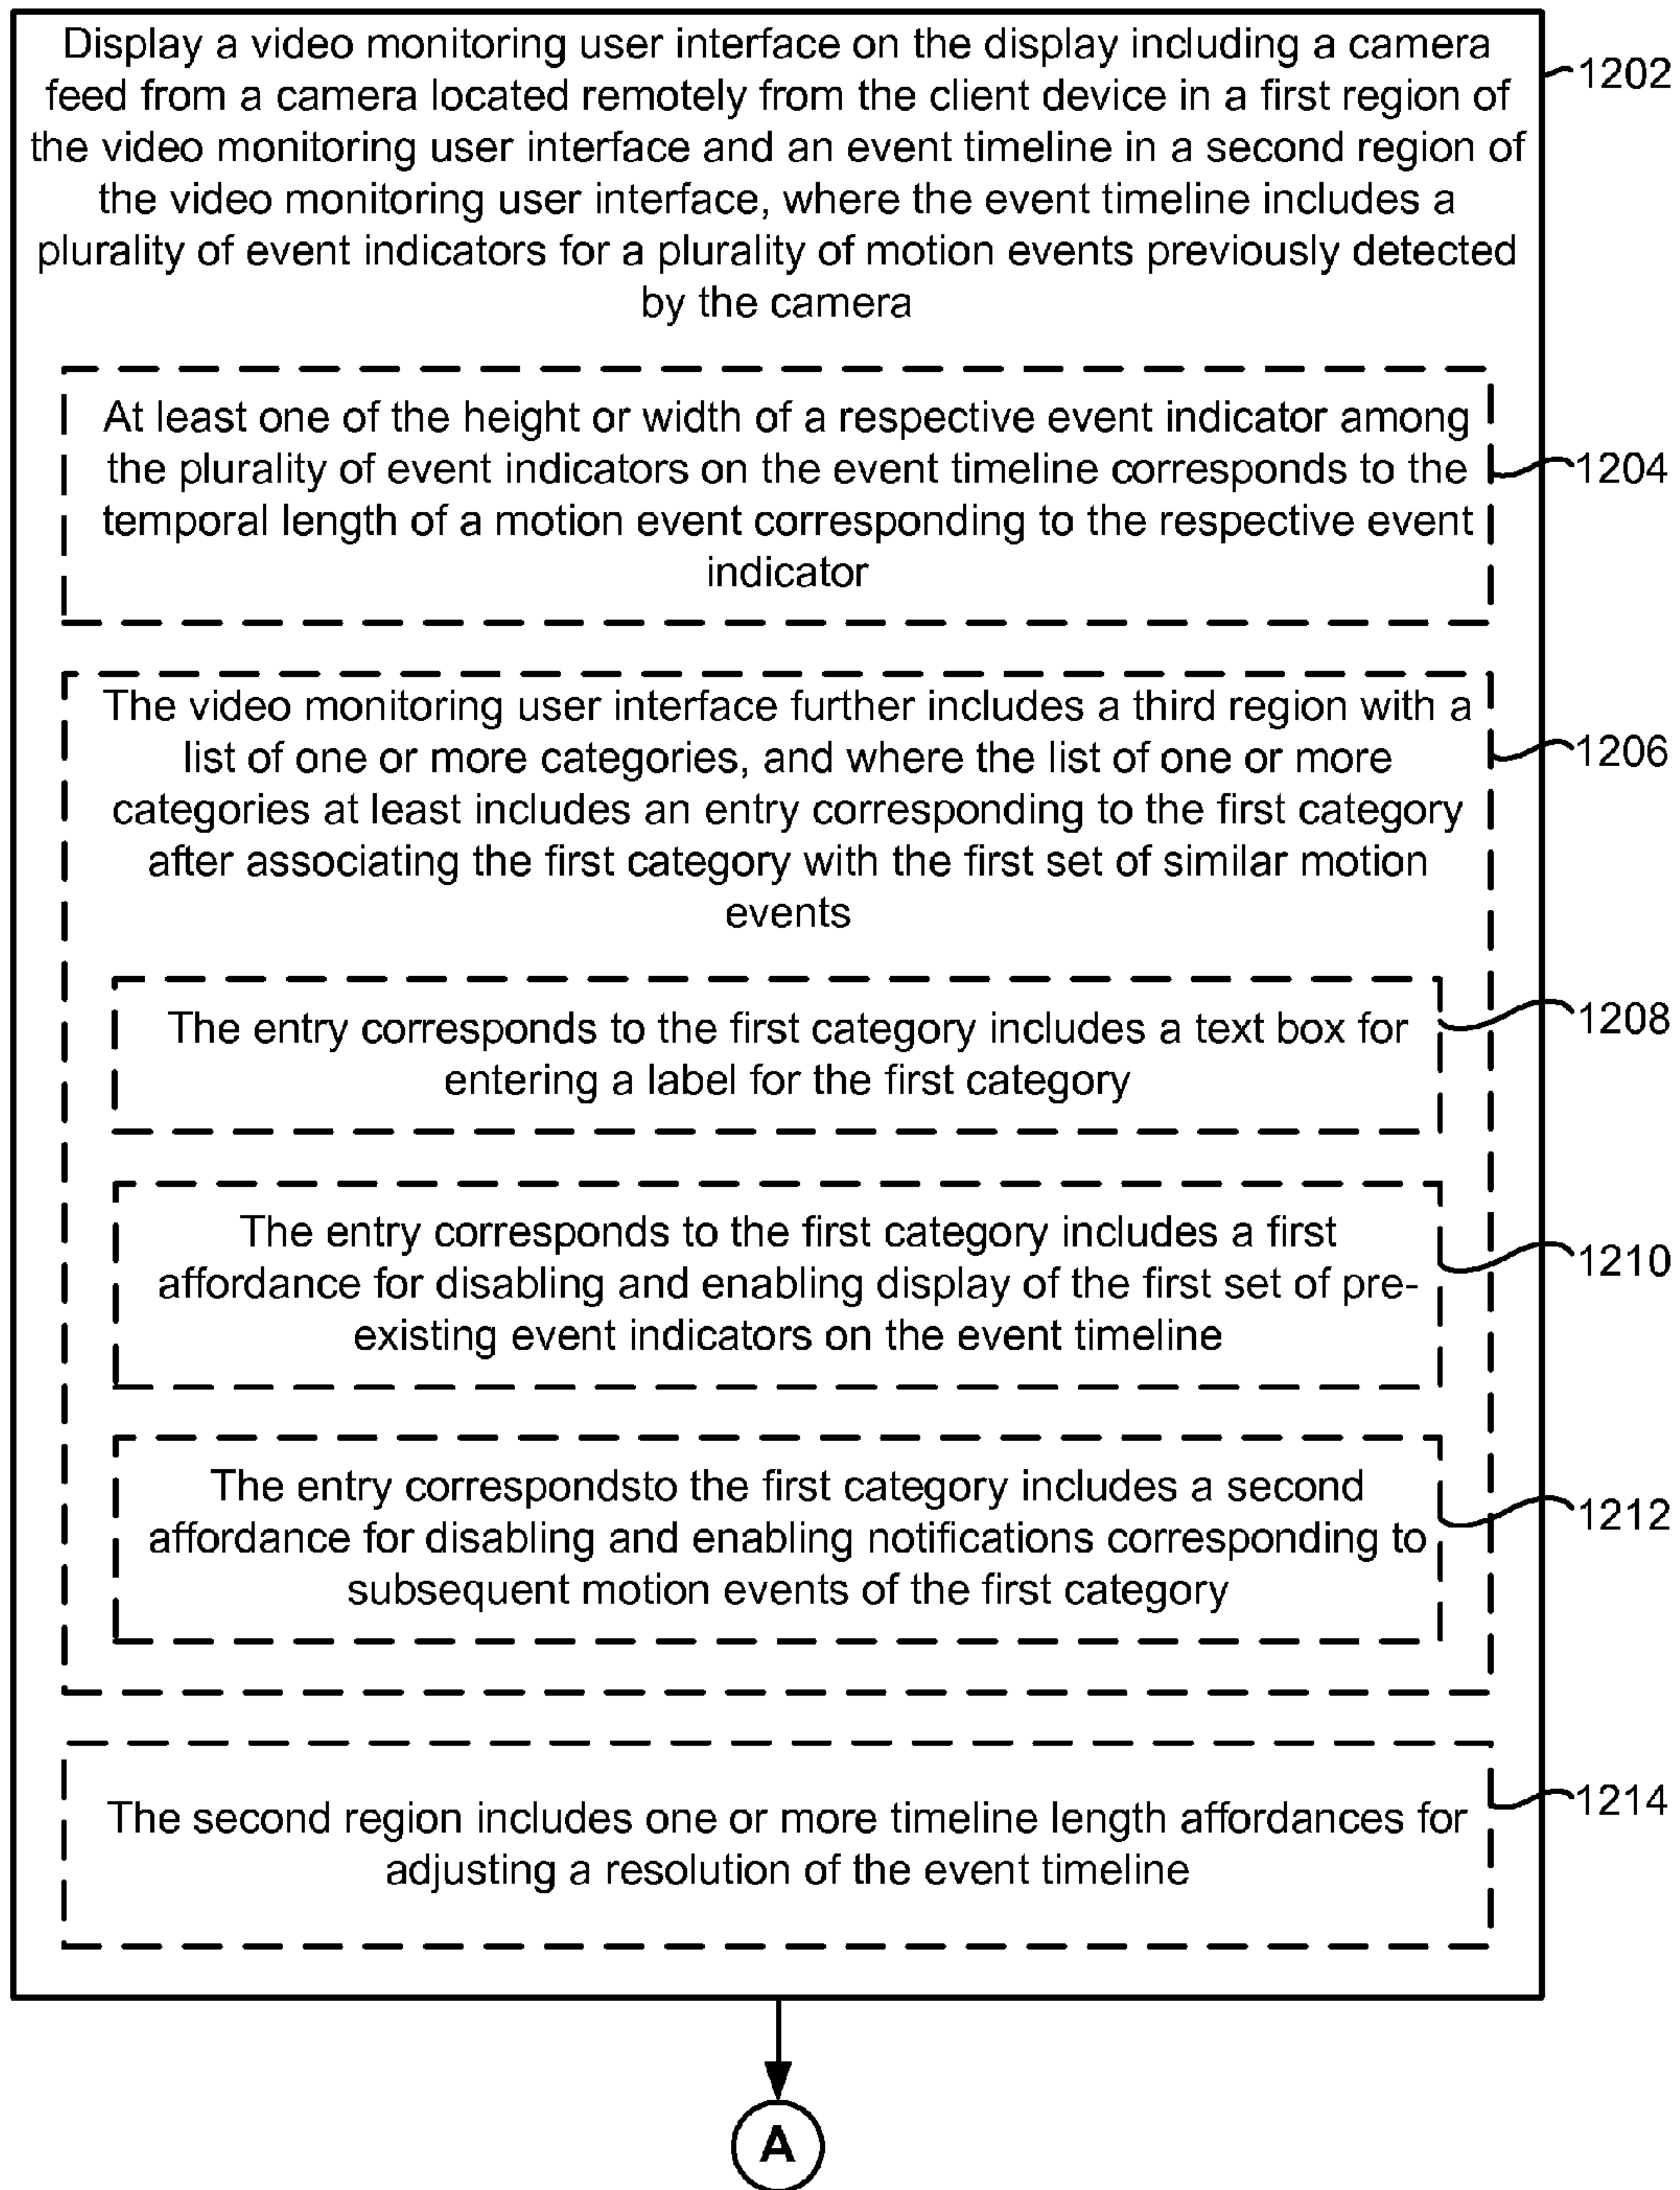 Display a video monitoring user interface on the display including a camera
feed from a camera located remotely from the client device in a first region of
the video monitoring user interface and an event timeline in a second region of
the video monitoring user interface, where the event timeline includes a
plurality of event indicators for a plurality of motion events previously detected
by the camera
1202
At least one of the height or width of a respective event indicator among
the plurality of event indicators on the event timeline corresponds to the
temporal length of a motion event corresponding to the respective event
indicator
1204
The video monitoring user interface further includes a third region with a
list of one or more categories, and where the list of one or more
categories at least includes an entry corresponding to the first category
after associating the first category with the first set of similar motion
events
1206
The entry corresponds to the first category includes a text box for
entering a label for the first category
1208
The entry corresponds to the first category includes a first
affordance for disabling and enabling display of the first set of pre-
existing event indicators on the event timeline
1210
The entry correspondsto the first category includes a second
affordance for disabling and enabling notifications corresponding to
subsequent motion events of the first category
1212
The second region includes one or more timeline length affordances for
adjusting a resolution of the event timeline
1214
A